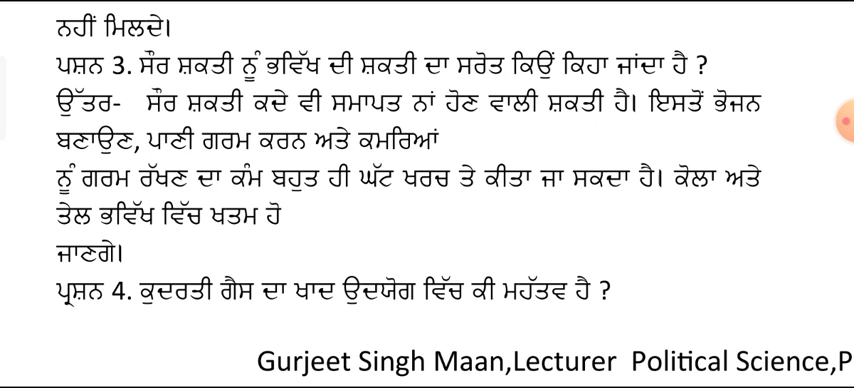 ਨਹੀਂ ਮਿਲਦੇ।
ਪਸ਼ਨ 3. ਸੌਰ ਸ਼ਕਤੀ ਨੂੰ ਭਵਿੱਖ ਦੀ ਸ਼ਕਤੀ ਦਾ ਸਰੋਤ ਕਿਉਂ ਕਿਹਾ ਜਾਂਦਾ ਹੈ ?
ਉੱਤਰ- ਸੌਰ ਸ਼ਕਤੀ ਕਦੇ ਵੀ ਸਮਾਪਤ ਨਾਂ ਹੋਣ ਵਾਲੀ ਸ਼ਕਤੀ ਹੈ। ਇਸਤੋਂ ਭੋਜਨ
ਬਣਾਉਣ, ਪਾਣੀ ਗਰਮ ਕਰਨ ਅਤੇ ਕਮਰਿਆਂ
ਨੂੰ ਗਰਮ ਰੱਖਣ ਦਾ ਕੰਮ ਬਹੁਤ ਹੀ ਘੱਟ ਖਰਚ ਤੇ ਕੀਤਾ ਜਾ ਸਕਦਾ ਹੈ। ਕੋਲਾ ਅਤੇ
ਤੇਲ ਭਵਿੱਖ ਵਿੱਚ ਖਤਮ ਹੋ
ਜਾਣਗੇ।
ਪ੍ਰਸ਼ਨ 4. ਕੁਦਰਤੀ ਗੈਸ ਦਾ ਖਾਦ ਉਦਯੋਗ ਵਿੱਚ ਕੀ ਮਹੱਤਵ ਹੈ ?
Gurjeet Singh Maan,Lecturer Political Science,P